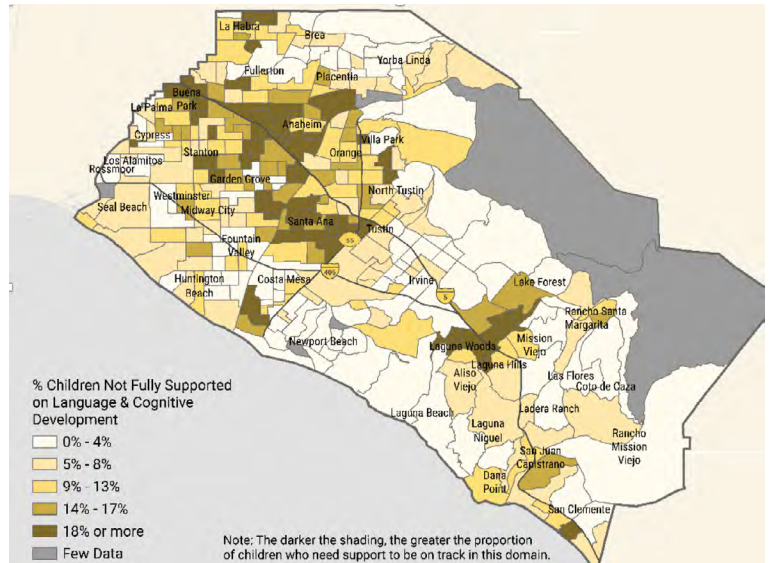 La Habra
Brea
Yorba Linda
Fullerton
Placentia
Buena
Park
La Palma
Anaheim
Cypress
Villa Park
Stanton
Orange
Los Alamitos
Rossmoor
Garden Grove
North Tustin
Westminster
Seal Beach
Midway City
Santa Ana
Tustin
55
Fountain
Valley
405
Huntington
Beach
Costa Mesa
Irvine
5
Lake Forest
Rancho Santa
Margarita
Newport Beach
Laguna Woods
Mission
Viejo
Laguna Hills
Aliso
Viejo
Las Flores
Coto de Caza
Laguna Beach
Ladera Ranch
Laguna
Niguel
Rancho
Mission
Viejo
San Juan
Capistrano
Dana
Point
San Clemente
% Children Not Fully Supported
on Language & Cognitive
Development
0% - 4%
5% - 8%
9% - 13%
14% - 17%
18% or more
Few Data
Note: The darker the shading, the greater the proportion
of children who need support to be on track in this domain.